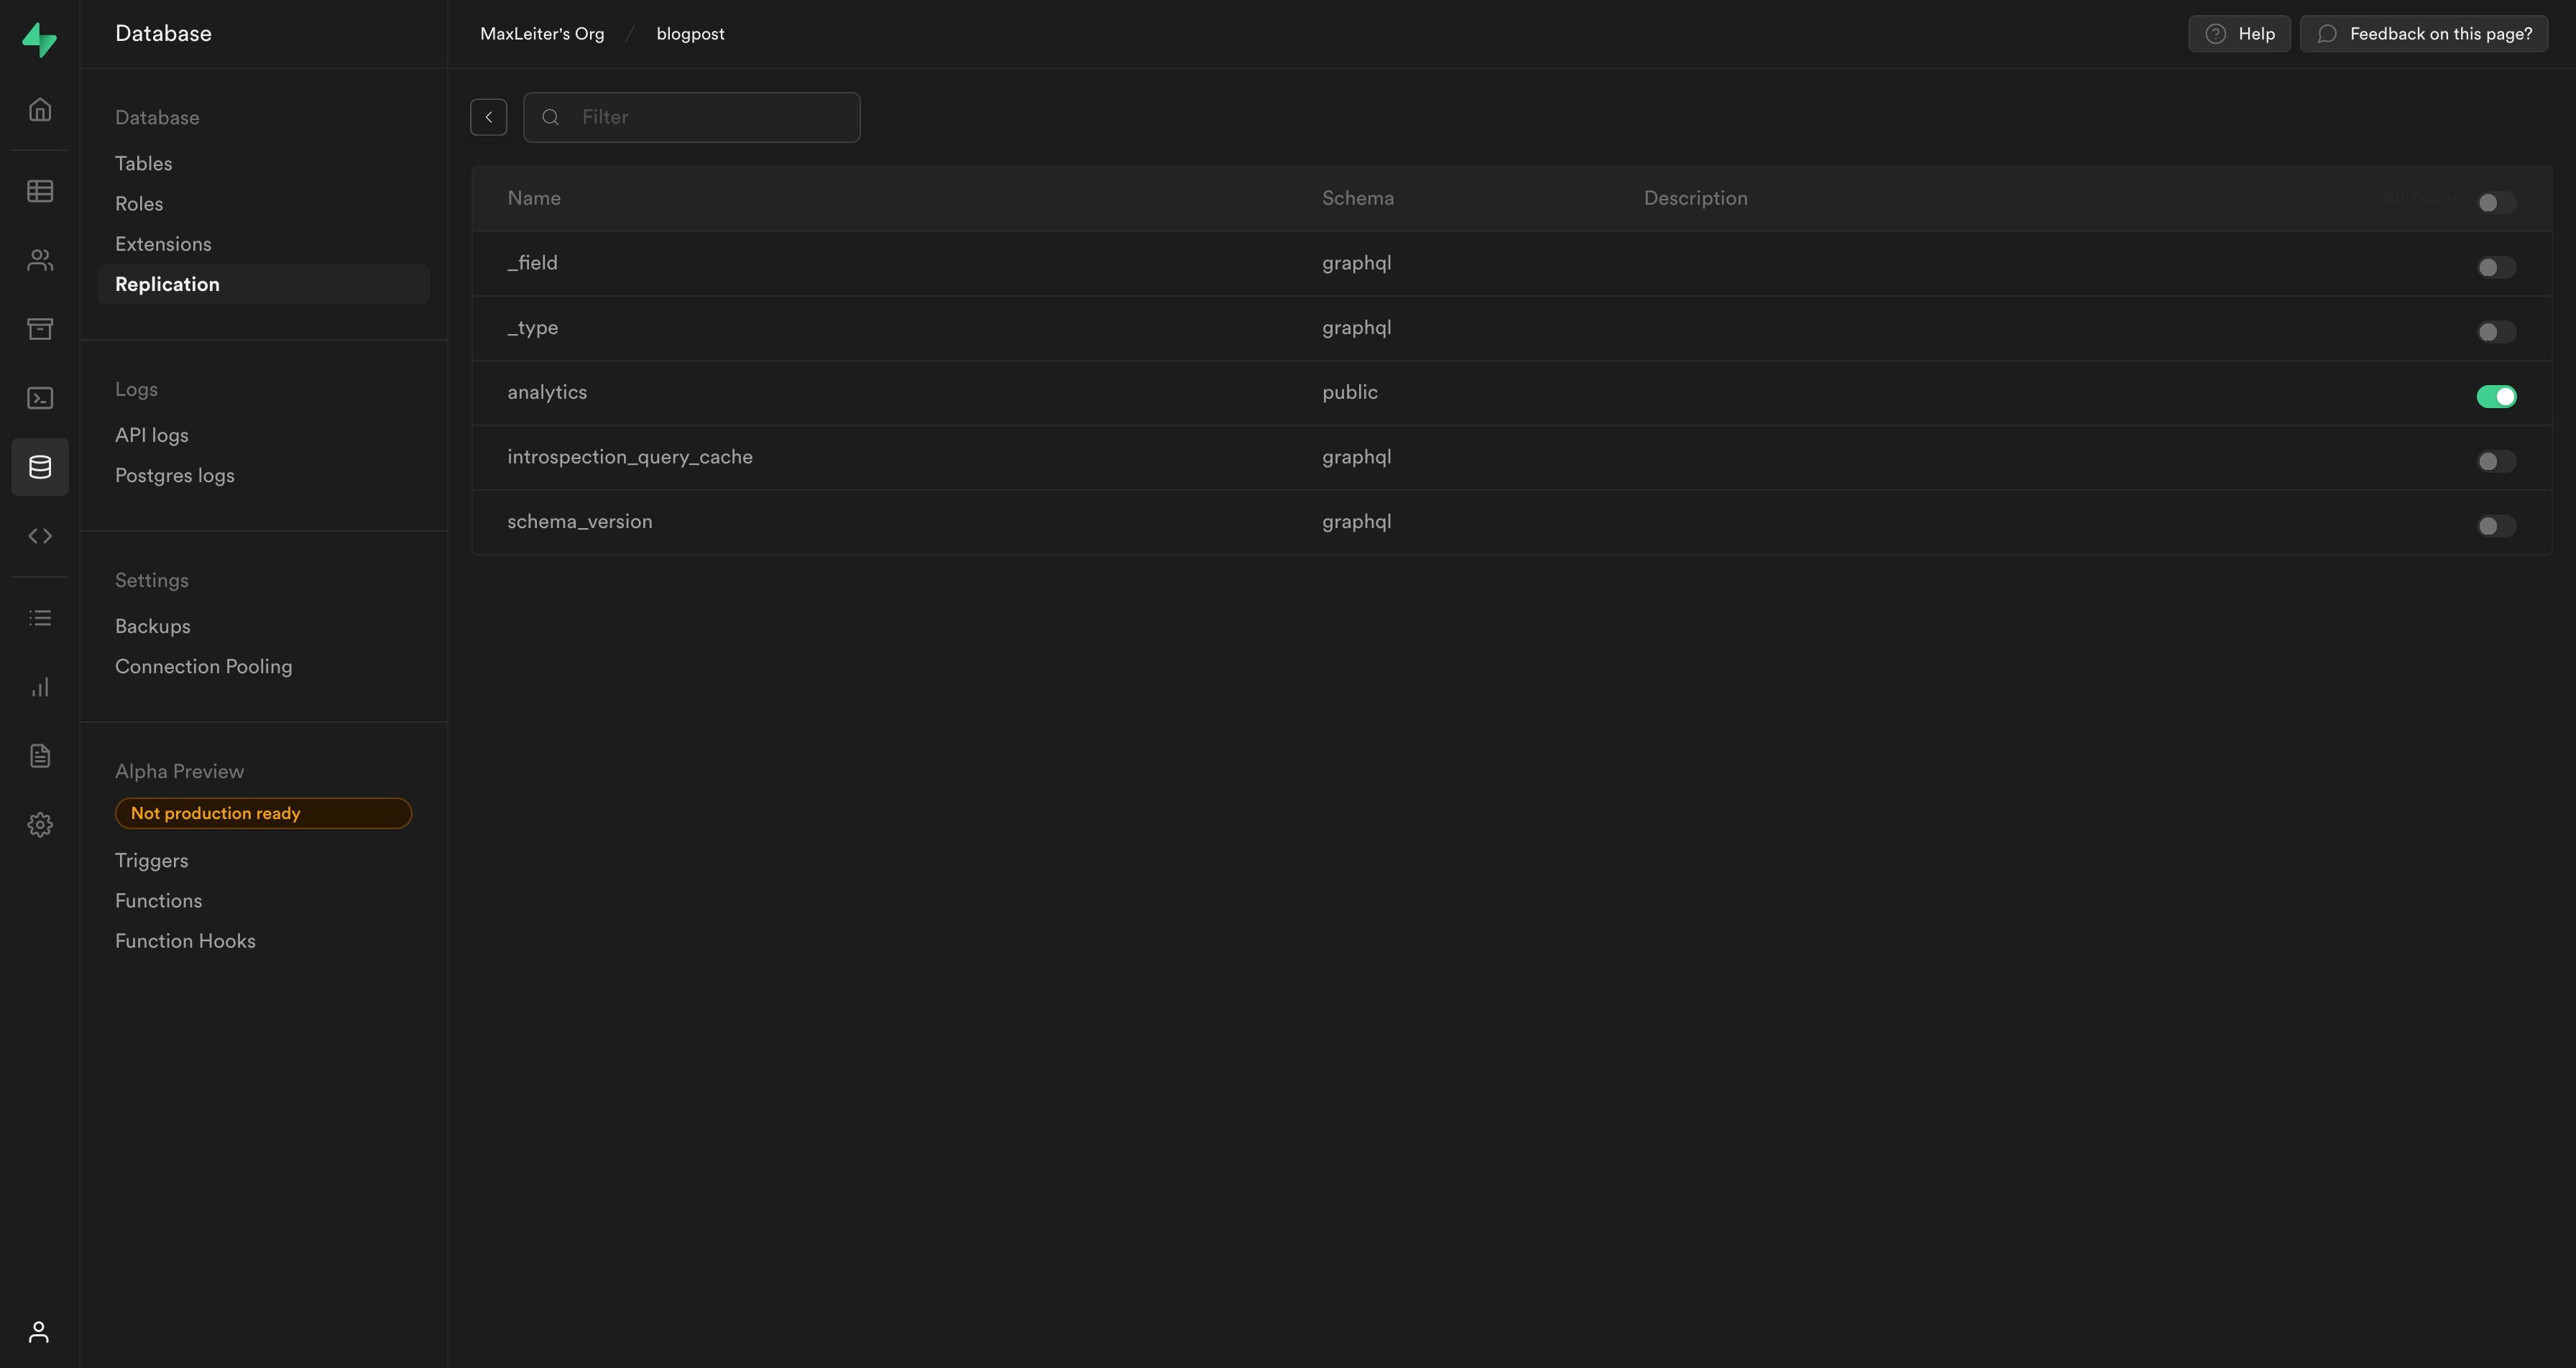 Database
MaxLeiter's Org / blogpost
Help
Feedback on this page?
Database
Tables
Roles
Extensions
Replication
Logs
API logs
Postgres logs
Settings
Backups
Connection Pooling
Alpha Preview
Not production ready
Triggers
Functions
Function Hooks
Filter
Name Schema Description All Tables
_field graphql
_type graphql
analytics public
introspection_query_cache graphql
schema_version graphql